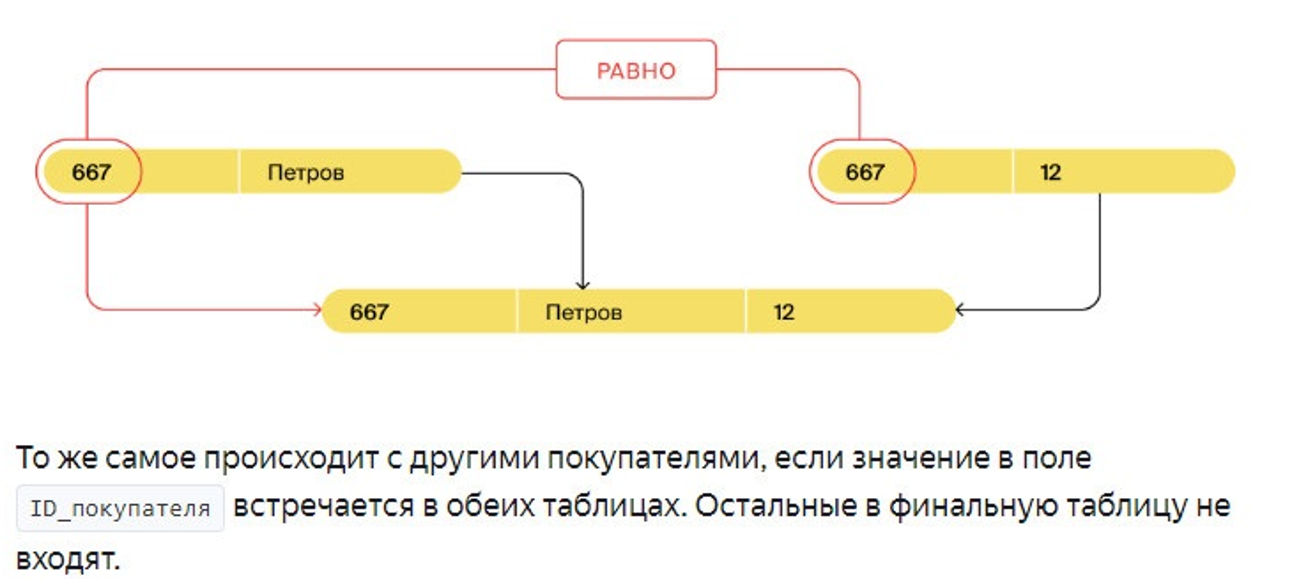 РАВНО
667 Петров
667 12
667 Петров 12
То же самое происходит с другими покупателями, если значение в поле
ID_покупателя встречается в обеих таблицах. Остальные в финальную таблицу не
входят.